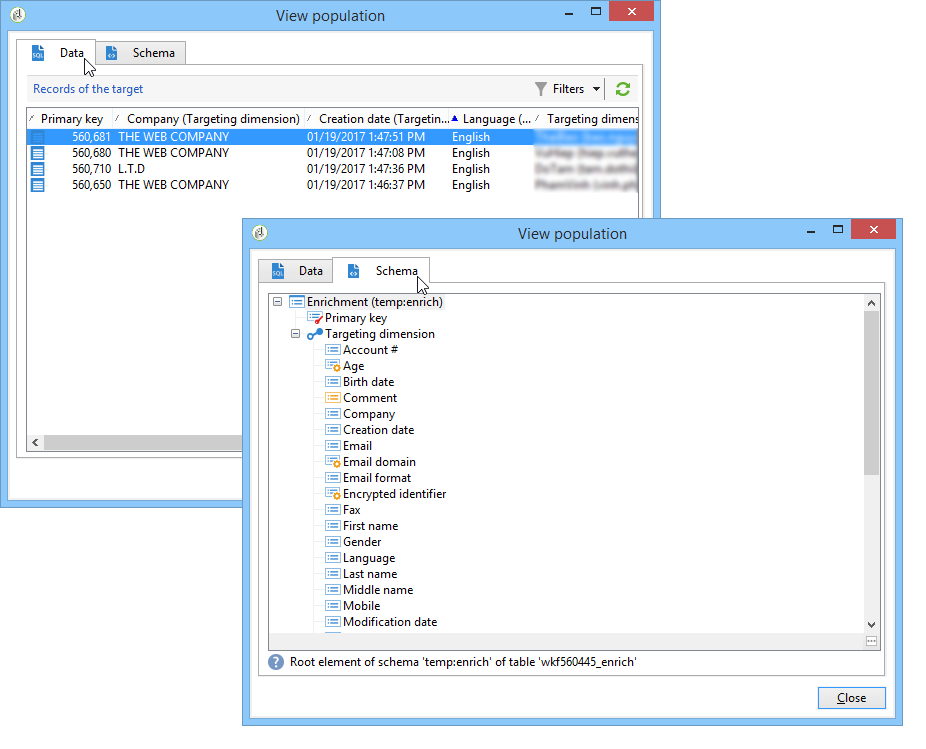 View population
Data
Schema
Records of the target
Filters
Primary key Company (Targeting dimension) Creation date (Targetin... Language (... Targeting dimens
560,681 THE WEB COMPANY 01/19/2017 1:47:51 PM English
560,680 THE WEB COMPANY 01/19/2017 1:47:08 PM English
560,710 L.T.D 01/19/2017 1:47:36 PM English
560,650 THE WEB COMPANY 01/19/2017 1:46:37 PM English
View population
Data
Schema
Enrichment (temp:enrich)
Primary key
Targeting dimension
Account #
Age
Birth date
Comment
Company
Creation date
Email
Email domain
Email format
Encrypted identifier
Fax
First name
Gender
Language
Last name
Middle name
Mobile
Modification date
Root element of schema 'temp:enrich' of table 'wkf560445_enrich'
Close